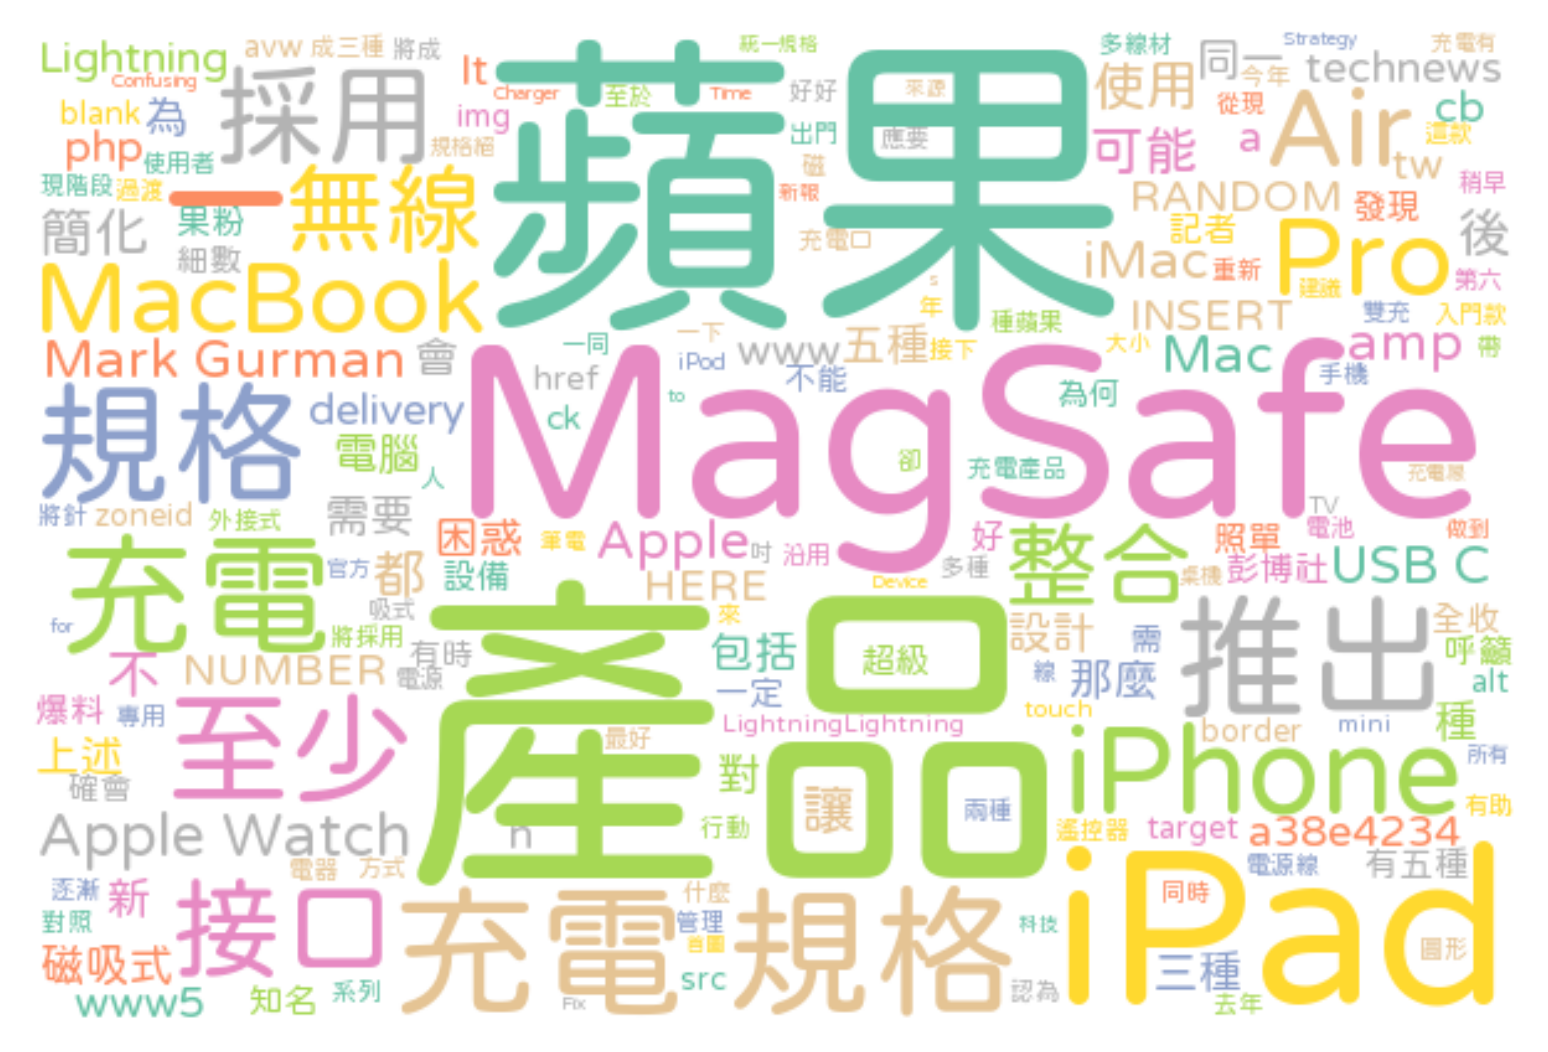 Lightning avw 成三種 將成 It 蘋果 統一規格 多線材 同一 Strategy 充電有
Confusing 採用 Charger 至於 Time 好好 來源 使用 今年 technews
blank 為 img 出門 應要 從現 cb
php 使用者 規格絕 磁 可能 a Air 這款
現階段 過渡 一 無線 新報 tw 稍早
簡化 果粉 充電口 RANDOM 發現 後
細數 記者 Pro
MacBook s iMac 重新 建議 第六
年 種蘋果 INSERT 雙充 入門款
Mark Gurman 會 一同 一下 www 五種 接下 大小 Mac amp 帶
href iPod 不能 手機
規格 delivery ck to MagSafe 為何
電腦 人 卻 充電產品 充電器
將針 zoneid 外接式 需要 TV
困惑 筆電 Apple 吋 沿用 好 整合 照單 電池 做到
充電 官方 都 設備 HERE Device 多種 桌機 彭博社 USB C
for 吸式 將採用 產品 來 設計 需 推出 全收
不 NUMBER 有時 電源 包括 超級 線 那麼 呼籲
爆料 專用 至少 一定 LightningLightning touch border mini alt 種
上述 最好 對 iPhone 所有
確會 讓 兩種 有助
Apple Watch n 行動 遙控器 target a38e4234
電器 方式 電源線 有五種
逐漸 新 接口 充電規格 什麼 同時 iPad
對照 管理 科技
磁吸式 首圖 圓形
www5 知名 系列 Fix src 認為 三種 去年